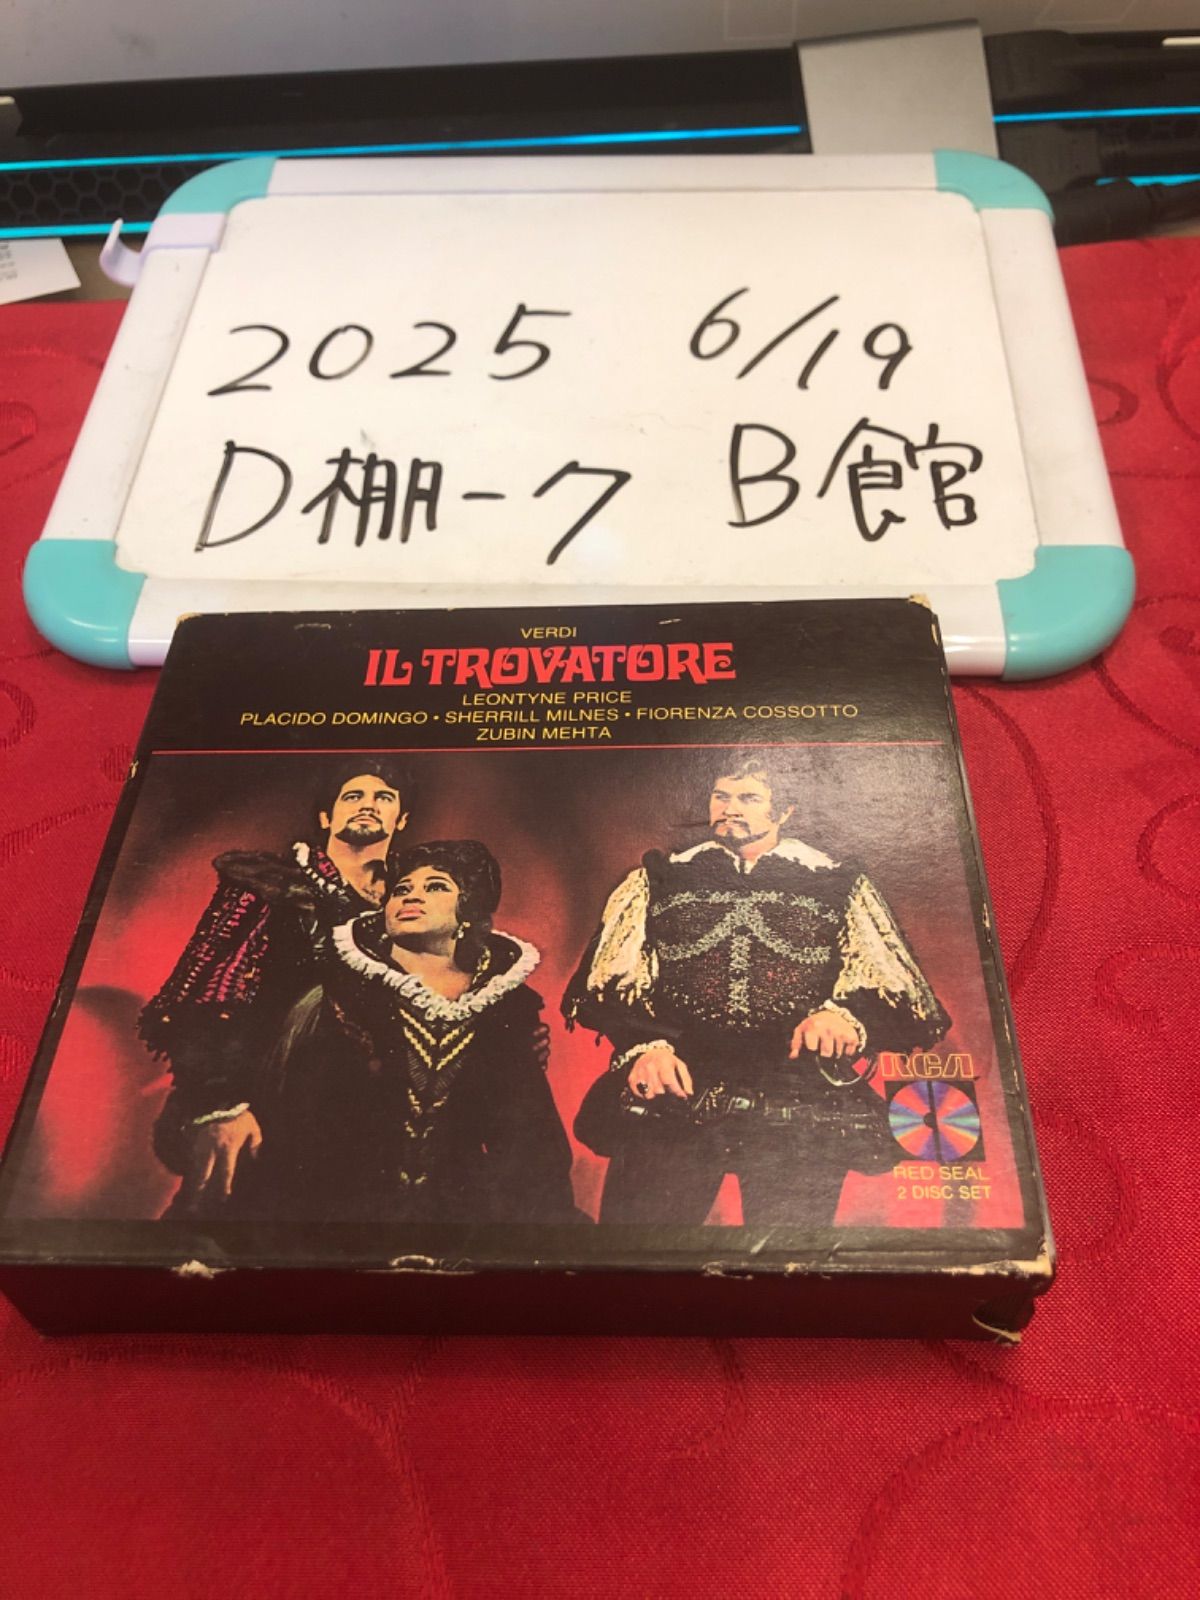 2025 6/19
D棚-7 B館
VERDI
IL TROVATORE
LEONTYNE PRICE
PLACIDO DOMINGO • SHERRILL MILNES • FIORENZA COSSOTTO
ZUBIN MEHTA
RCA
RED SEAL
2 DISC SET